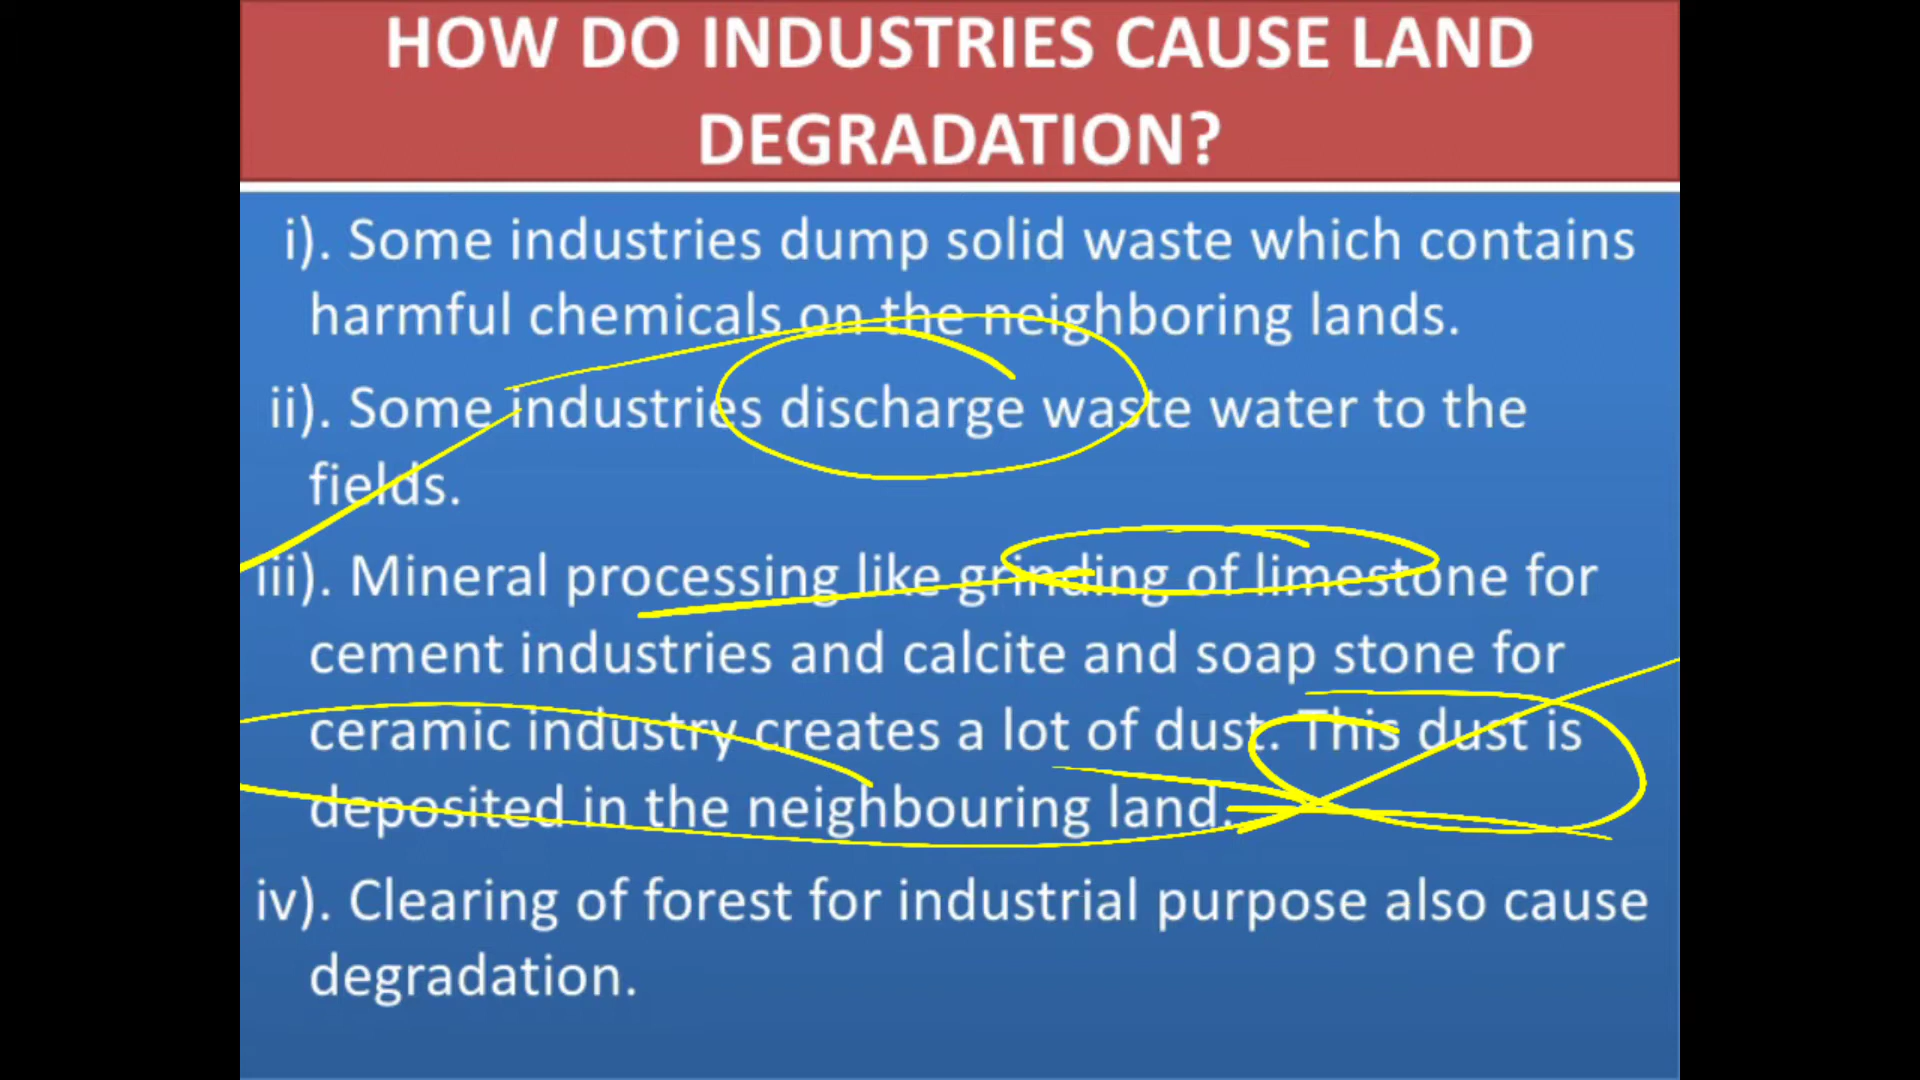 HOW DO INDUSTRIES CAUSE LAND
DEGRADATION?
i). Some industries dump solid waste which contains
harmful chemicals on the neighboring lands.
ii). Some industries discharge waste water to the
fields.
iii). Mineral processing like grinding of limestone for
cement industries and calcite and soap stone for
ceramic industry creates a lot of dust. This dust is
deposited in the neighbouring land.
iv). Clearing of forest for industrial purpose also cause
degradation.